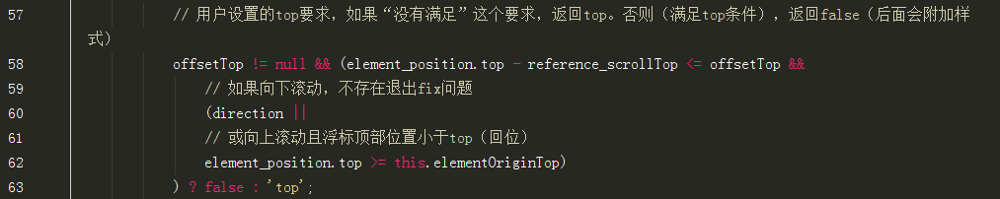 57 // 用户设置的top要求，如果“没有满足”这个要求，返回top。否则（满足top条件），返回false（后面会附加样
式）
58 offsetTop != null && (element_position.top - reference_scrollTop <= offsetTop &&
59 // 如果向下滚动，不存在退出fix问题
60 (direction ||
61 // 或向上滚动且浮标顶部位置小于top（回位）
62 element_position.top >= this.elementOriginTop)
63 ) ? false : 'top';